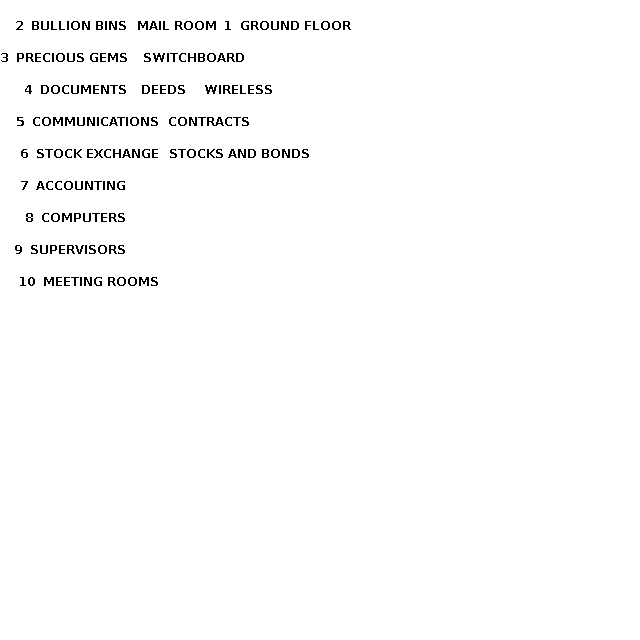 2 BULLION BINS MAIL ROOM 1 GROUND FLOOR
3 PRECIOUS GEMS SWITCHBOARD
4 DOCUMENTS DEEDS WIRELESS
5 COMMUNICATIONS CONTRACTS
6 STOCK EXCHANGE STOCKS AND BONDS
7 ACCOUNTING
8 COMPUTERS
9 SUPERVISORS
10 MEETING ROOMS